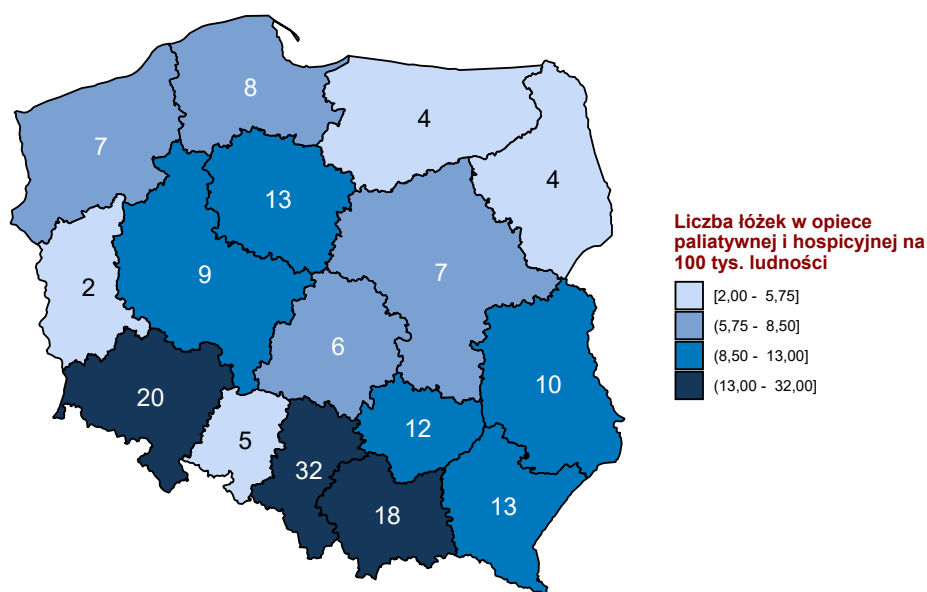 8
4
7
4
13
9
7
2
6
10
20
12
5
32
13
18
Liczba łóżek w opiece
paliatywnej i hospicyjnej na
100 tys. ludności
[2,00 - 5,75]
(5,75 - 8,50]
(8,50 - 13,00]
(13,00 - 32,00]